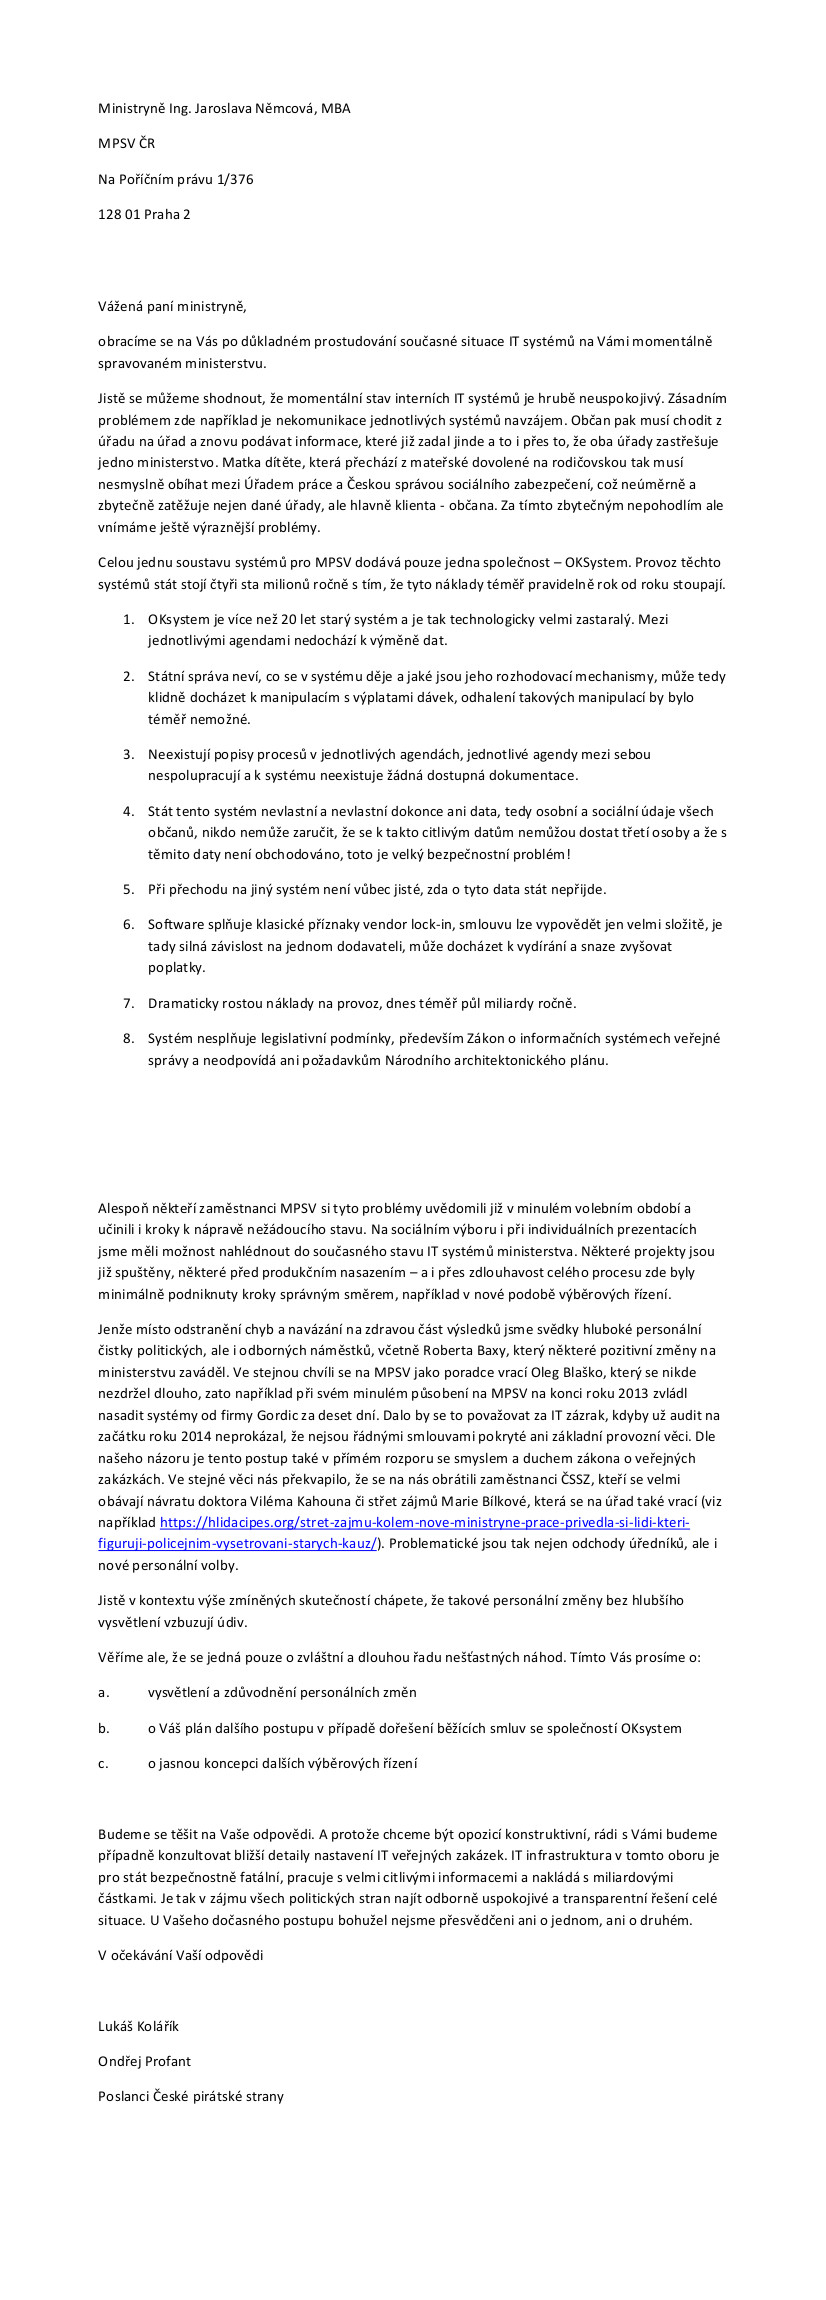 Ministryně Ing. Jaroslava Němcová, MBA
MPSV ČR
Na Poříčním právu 1/376
128 01 Praha 2
Vážená paní ministryně,
obracíme se na Vás po důkladném prostudování současné situace IT systémů na Vámi momentálně
spravovaném ministerstvu.
Jistě se můžeme shodnout, že momentální stav interních IT systémů je hrubě neuspokojivý. Zásadním
problémem zde například je nekomunikace jednotlivých systémů navzájem. Občan pak musí chodit z
úřadu na úřad a znovu podávat informace, které již zadal jinde a to i přes to, že oba úřady zastřešuje
jedno ministerstvo. Matka dítěte, která přechází z mateřské dovolené na rodičovskou tak musí
nesmyslně obíhat mezi Úřadem práce a Českou správou sociálního zabezpečení, což neúměrně a
zbytečně zatěžuje nejen dané úřady, ale hlavně klienta - občana. Za tímto zbytečným nepohodlím ale
vnímáme ještě výraznější problémy.
Celou jednu soustavu systémů pro MPSV dodává pouze jedna společnost – OKSystem. Provoz těchto
systémů stát stojí čtyři sta milionů ročně s tím, že tyto náklady téměř pravidelně rok od roku stoupají.
1. OKsystem je více než 20 let starý systém a je tak technologicky velmi zastaralý. Mezi
jednotlivými agendami nedochází k výměně dat.
2. Státní správa neví, co se v systému děje a jaké jsou jeho rozhodovací mechanismy, může tedy
klidně docházet k manipulacím s výplatami dávek, odhalení takových manipulací by bylo
téměř nemožné.
3. Neexistují popisy procesů v jednotlivých agendách, jednotlivé agendy mezi sebou
nespolupracují a k systému neexistuje žádná dostupná dokumentace.
4. Stát tento systém nevlastní a nevlastní dokonce ani data, tedy osobní a sociální údaje všech
občanů, nikdo nemůže zaručit, že se k takto citlivým datům nemůžou dostat třetí osoby a že s
těmito daty není obchodováno, toto je velký bezpečnostní problém!
5. Při přechodu na jiný systém není vůbec jisté, zda o tyto data stát nepřijde.
6. Software splňuje klasické příznaky vendor lock-in, smlouvu lze vypovědět jen velmi složitě, je
tady silná závislost na jednom dodavateli, může docházet k vydírání a snaze zvyšovat
poplatky.
7. Dramaticky rostou náklady na provoz, dnes téměř půl miliardy ročně.
8. Systém nesplňuje legislativní podmínky, především Zákon o informačních systémech veřejné
správy a neodpovídá ani požadavkům Národního architektonického plánu.
Alespoň někteří zaměstnanci MPSV si tyto problémy uvědomili již v minulém volebním období a
učinili i kroky k nápravě nežádoucího stavu. Na sociálním výboru i při individuálních prezentacích
jsme měli možnost nahlédnout do současného stavu IT systémů ministerstva. Některé projekty jsou
již spuštěny, některé před produkčním nasazením – a i přes zdlouhavost celého procesu zde byly
minimálně podniknuty kroky správným směrem, například v nové podobě výběrových řízení.
Jenže místo odstranění chyb a navázání na zdravou část výsledků jsme svědky hluboké personální
čistky politických, ale i odborných náměstků, včetně Roberta Baxy, který některé pozitivní změny na
ministerstvu zaváděl. Ve stejnou chvíli se na MPSV jako poradce vrací Oleg Blaško, který se nikde
nezdržel dlouho, zato například při svém minulém působení na MPSV na konci roku 2013 zvládl
nasadit systémy od firmy Gordic za deset dní. Dalo by se to považovat za IT zázrak, kdyby už audit na
začátku roku 2014 neprokázal, že nejsou řádnými smlouvami pokryté ani základní provozní věci. Dle
našeho názoru je tento postup také v přímém rozporu se smyslem a duchem zákona o veřejných
zakázkách. Ve stejné věci nás překvapilo, že se na nás obrátili zaměstnanci ČSSZ, kteří se velmi
obávají návratu doktora Viléma Kahouna či střet zájmů Marie Bílkové, která se na úřad také vrací (viz
například https://hlidacipes.org/stret-zajmu-kolem-nove-ministryne-prace-privedla-si-lidi-kteri-
figuruji-policejnim-vysetrovani-starych-kauz/). Problematické jsou tak nejen odchody úředníků, ale i
nové personální volby.
Jistě v kontextu výše zmíněných skutečností chápete, že takové personální změny bez hlubšího
vysvětlení vzbuzují údiv.
Věříme ale, že se jedná pouze o zvláštní a dlouhou řadu nešťastných náhod. Tímto Vás prosíme o:
a. vysvětlení a zdůvodnění personálních změn
b. o Váš plán dalšího postupu v případě dořešení běžících smluv se společností OKsystem
c. o jasnou koncepci dalších výběrových řízení
Budeme se těšit na Vaše odpovědi. A protože chceme být opozicí konstruktivní, rádi s Vámi budeme
případně konzultovat bližší detaily nastavení IT veřejných zakázek. IT infrastruktura v tomto oboru je
pro stát bezpečnostně fatální, pracuje s velmi citlivými informacemi a nakládá s miliardovými
částkami. Je tak v zájmu všech politických stran najít odborně uspokojivé a transparentní řešení celé
situace. U Vašeho dočasného postupu bohužel nejsme přesvědčeni ani o jednom, ani o druhém.
V očekávání Vaší odpovědi
Lukáš Kolářík
Ondřej Profant
Poslanci České pirátské strany